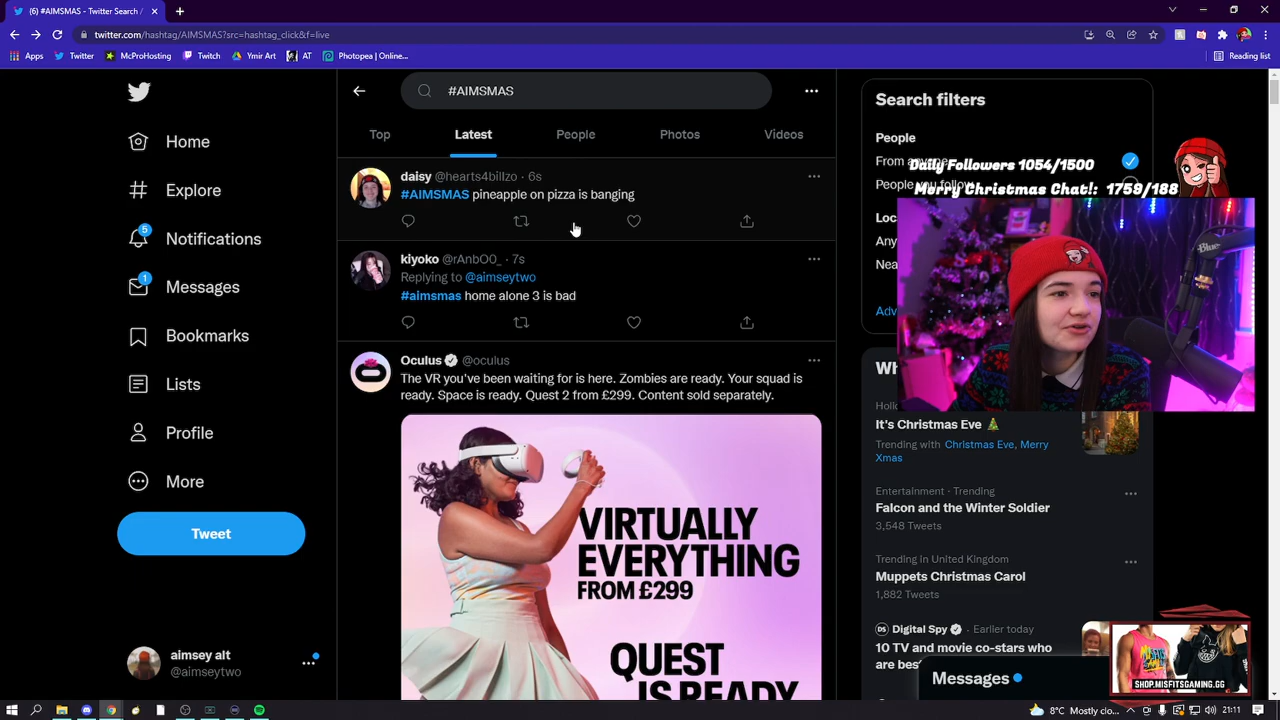 (6) #AIMSMAS - Twitter Search /
twitter.com/hashtag/AIMSMAS?src=hashtag_click&f=live
Apps Twitter McProHosting Twitch Ymir Art AT Photopea | Online... Reading list
#AIMSMAS
Top Latest People Photos Videos
Home
Explore
5
Notifications
1
Messages
Bookmarks
Lists
Profile
More
Tweet
aimsey alt
@aimseytwo
daisy @hearts4billzo · 6s
#AIMSMAS pineapple on pizza is banging
kiyoko @rAnbO0_ · 7s
Replying to @aimseytwo
#aimsmas home alone 3 is bad
Oculus @oculus
The VR you've been waiting for is here. Zombies are ready. Your squad is
ready. Space is ready. Quest 2 from £299. Content sold separately.
VIRTUALLY
EVERYTHING
FROM £299
QUEST
IS READY
Search filters
People
From anyone
Daily Followers 1054/1500
People you follow
Merry Christmas Chat!: 1759/188
Loc
Any
Nea
Adv
Blue
Wh
Holi
It's Christmas Eve 🎄
Trending with Christmas Eve, Merry
Xmas
Entertainment · Trending
Falcon and the Winter Soldier
3,548 Tweets
Trending in United Kingdom
Muppets Christmas Carol
1,882 Tweets
DS Digital Spy · Earlier today
10 TV and movie co-stars who
are bes
Messages
SHOP.MISFITSGAMING.GG
8°C Mostly clo... 21:11